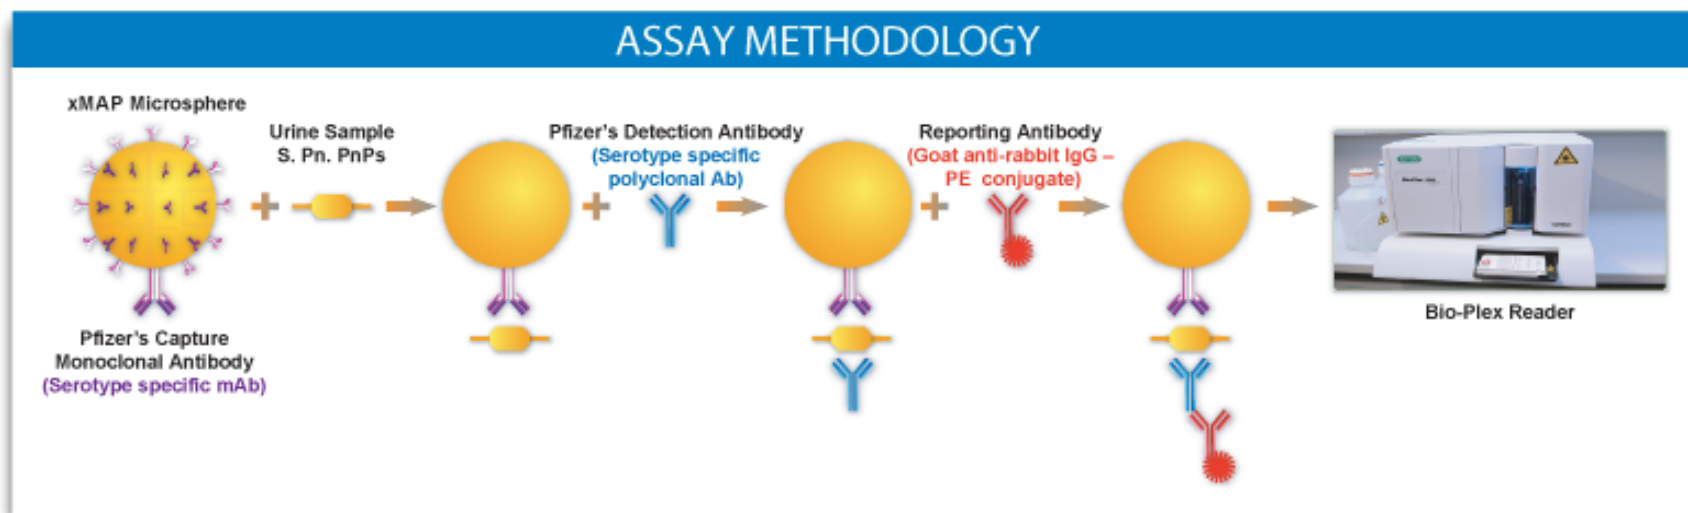 ASSAY METHODOLOGY
xMAP Microsphere
Urine Sample
S. Pn. PnPs
Pfizer's Detection Antibody
(Serotype specific
polyclonal Ab)
Reporting Antibody
(Goat anti-rabbit IgG –
PE conjugate)
Pfizer's Capture
Monoclonal Antibody
(Serotype specific mAb)
Bio-Plex Reader